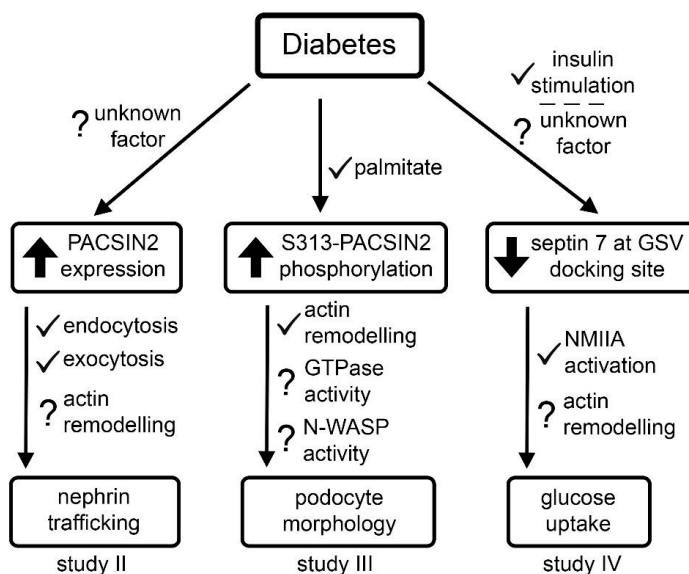 Diabetes
? unknown
factor
✓ palmitate
✓ insulin
stimulation
? unknown
factor
PACSIN2
expression
S313-PACSIN2
phosphorylation
septin 7 at GSV
docking site
✓ endocytosis
✓ exocytosis
? actin
remodelling
✓ actin
remodelling
? GTPase
activity
? N-WASP
activity
✓ NMIIA
activation
? actin
remodelling
nephrin
trafficking
podocyte
morphology
glucose
uptake
study II
study III
study IV